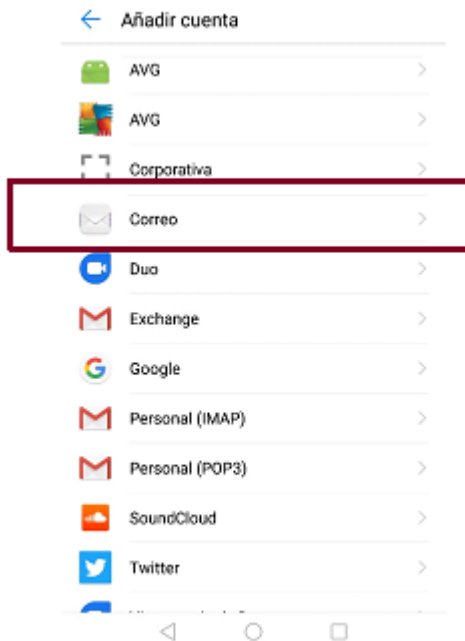 Añadir cuenta
AVG
AVG
Corporativa
Correo
Duo
Exchange
Google
Personal (IMAP)
Personal (POP3)
SoundCloud
Twitter